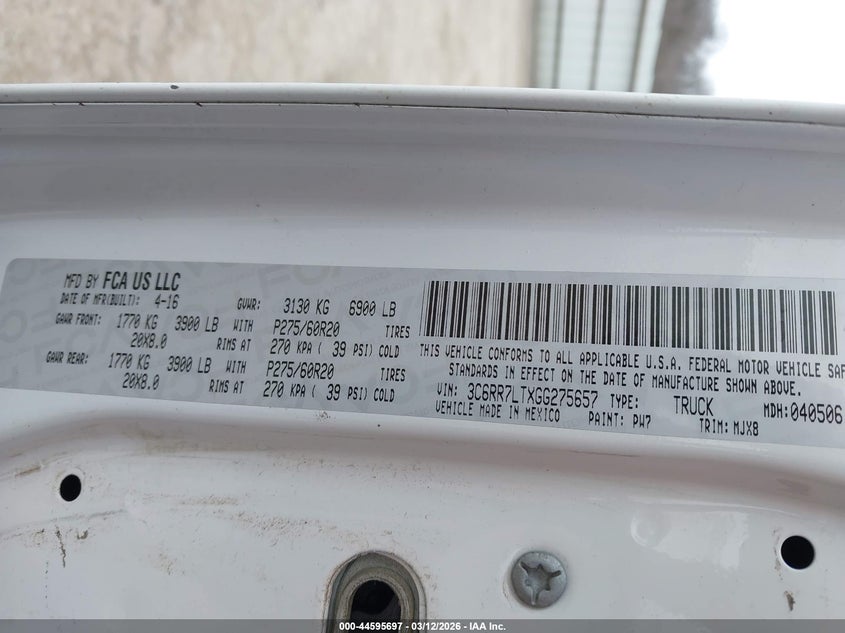 MFD BY FCA US LLC
DATE OF MFR(BUILT): 4-16 GVWR: 3130 KG 6900 LB
GAWR FRONT: 1770 KG 3900 LB WITH P275/60R20 TIRES
20X8.0 RIMS AT 270 KPA ( 39 PSI) COLD
GAWR REAR: 1770 KG 3900 LB WITH P275/60R20 TIRES
20X8.0 RIMS AT 270 KPA ( 39 PSI) COLD
THIS VEHICLE CONFORMS TO ALL APPLICABLE U.S.A. FEDERAL MOTOR VEHICLE SAF
STANDARDS IN EFFECT ON THE DATE OF MANUFACTURE SHOWN ABOVE.
VIN: 3C6RR7LTXGG275657 TYPE: TRUCK MDH:040506
VEHICLE MADE IN MEXICO PAINT: PW7 TRIM: MJX8
000-44595697 - 03/12/2026 - IAA Inc.